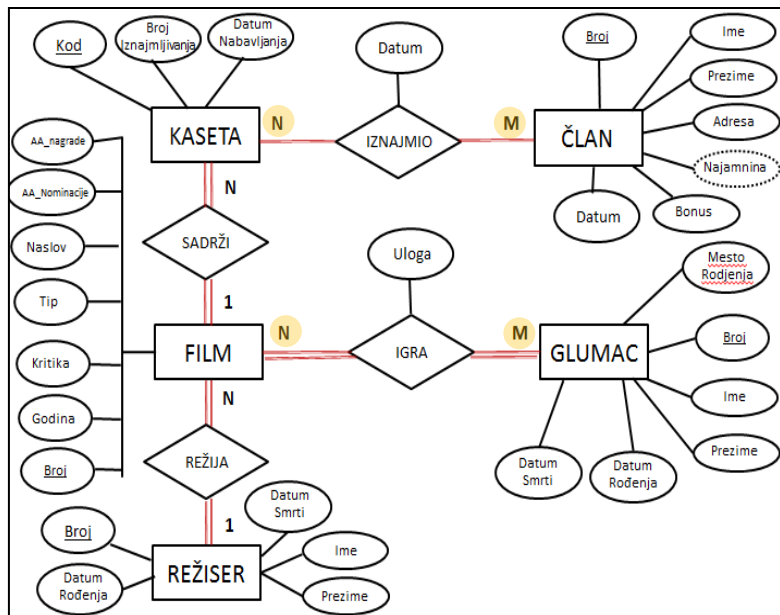 Kod
Broj
Iznajmljivanja
Datum
Nabavljanja
Datum
Broj
Ime
Prezime
Adresa
Najamnina
Bonus
Datum
KASETA
N
IZNAJMIO
M
ČLAN
AA_nagrade
AA_Nominacije
Naslov
Tip
Kritika
Godina
Broj
N
SADRŽI
1
Uloga
FILM
N
IGRA
M
GLUMAC
Mesto
Rodjenja
Broj
Ime
Prezime
Datum
Rođenja
Datum
Smrti
N
REŽIJA
1
Datum
Smrti
Broj
Datum
Rođenja
REŽISER
Ime
Prezime